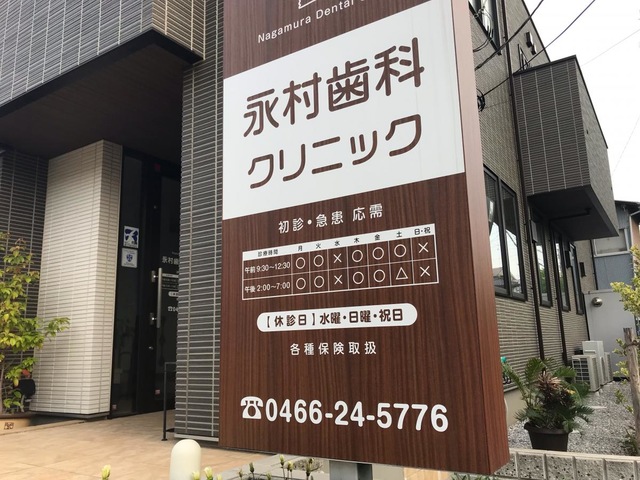 Nagamura Dental
永村歯科
クリニック
初診・急患 応需
診療時間 月 火 水 木 金 土 日・祝
午前 9:30~12:30 ○ ○ × ○ ○ ○ ×
午後 2:00~7:00 ○ ○ × ○ ○ △ ×
【休診日】水曜・日曜・祝日
各種保険取扱
☎0466-24-5776
永村歯